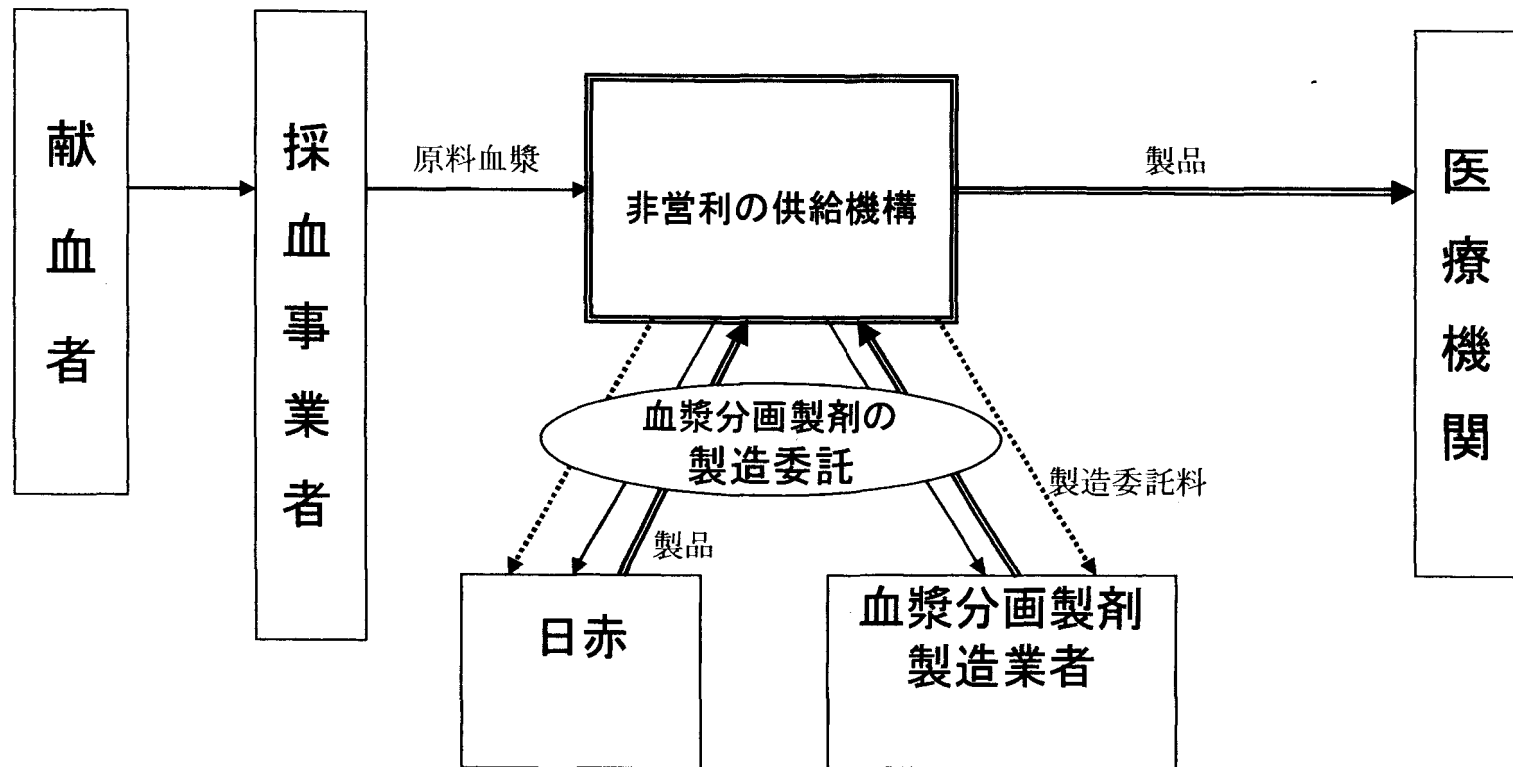 献血者
採血事業者
原料血漿
非営利の供給機構
製品
医療機関
血漿分画製剤の
製造委託
製造委託料
製品
日赤
血漿分画製剤
製造業者